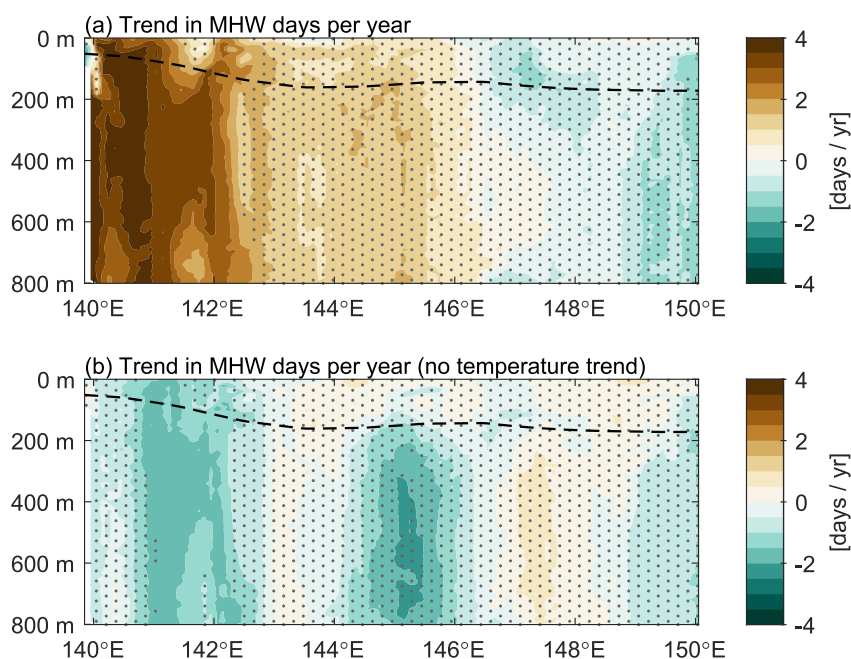 (a) Trend in MHW days per year
0 m
200 m
400 m
600 m
800 m
140°E 142°E 144°E 146°E 148°E 150°E
4
2
0
-2
-4
[days / yr]
(b) Trend in MHW days per year (no temperature trend)
0 m
200 m
400 m
600 m
800 m
140°E 142°E 144°E 146°E 148°E 150°E
4
2
0
-2
-4
[days / yr]